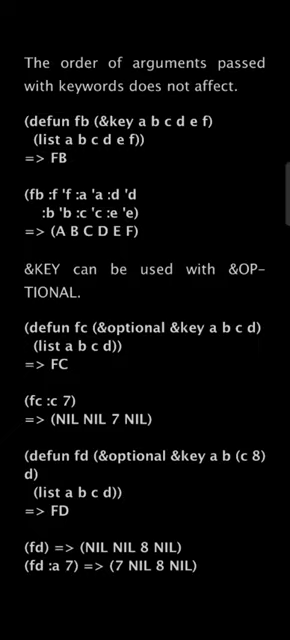 The order of arguments passed
with keywords does not affect.
(defun fb (&key a b c d e f)
(list a b c d e f))
=> FB
(fb :f 'f :a 'a :d 'd
:b 'b :c 'c :e 'e)
=> (A B C D E F)
&KEY can be used with &OP-
TIONAL.
(defun fc (&optional &key a b c d)
(list a b c d))
=> FC
(fc :c 7)
=> (NIL NIL 7 NIL)
(defun fd (&optional &key a b (c 8)
d)
(list a b c d))
=> FD
(fd) => (NIL NIL 8 NIL)
(fd :a 7) => (7 NIL 8 NIL)